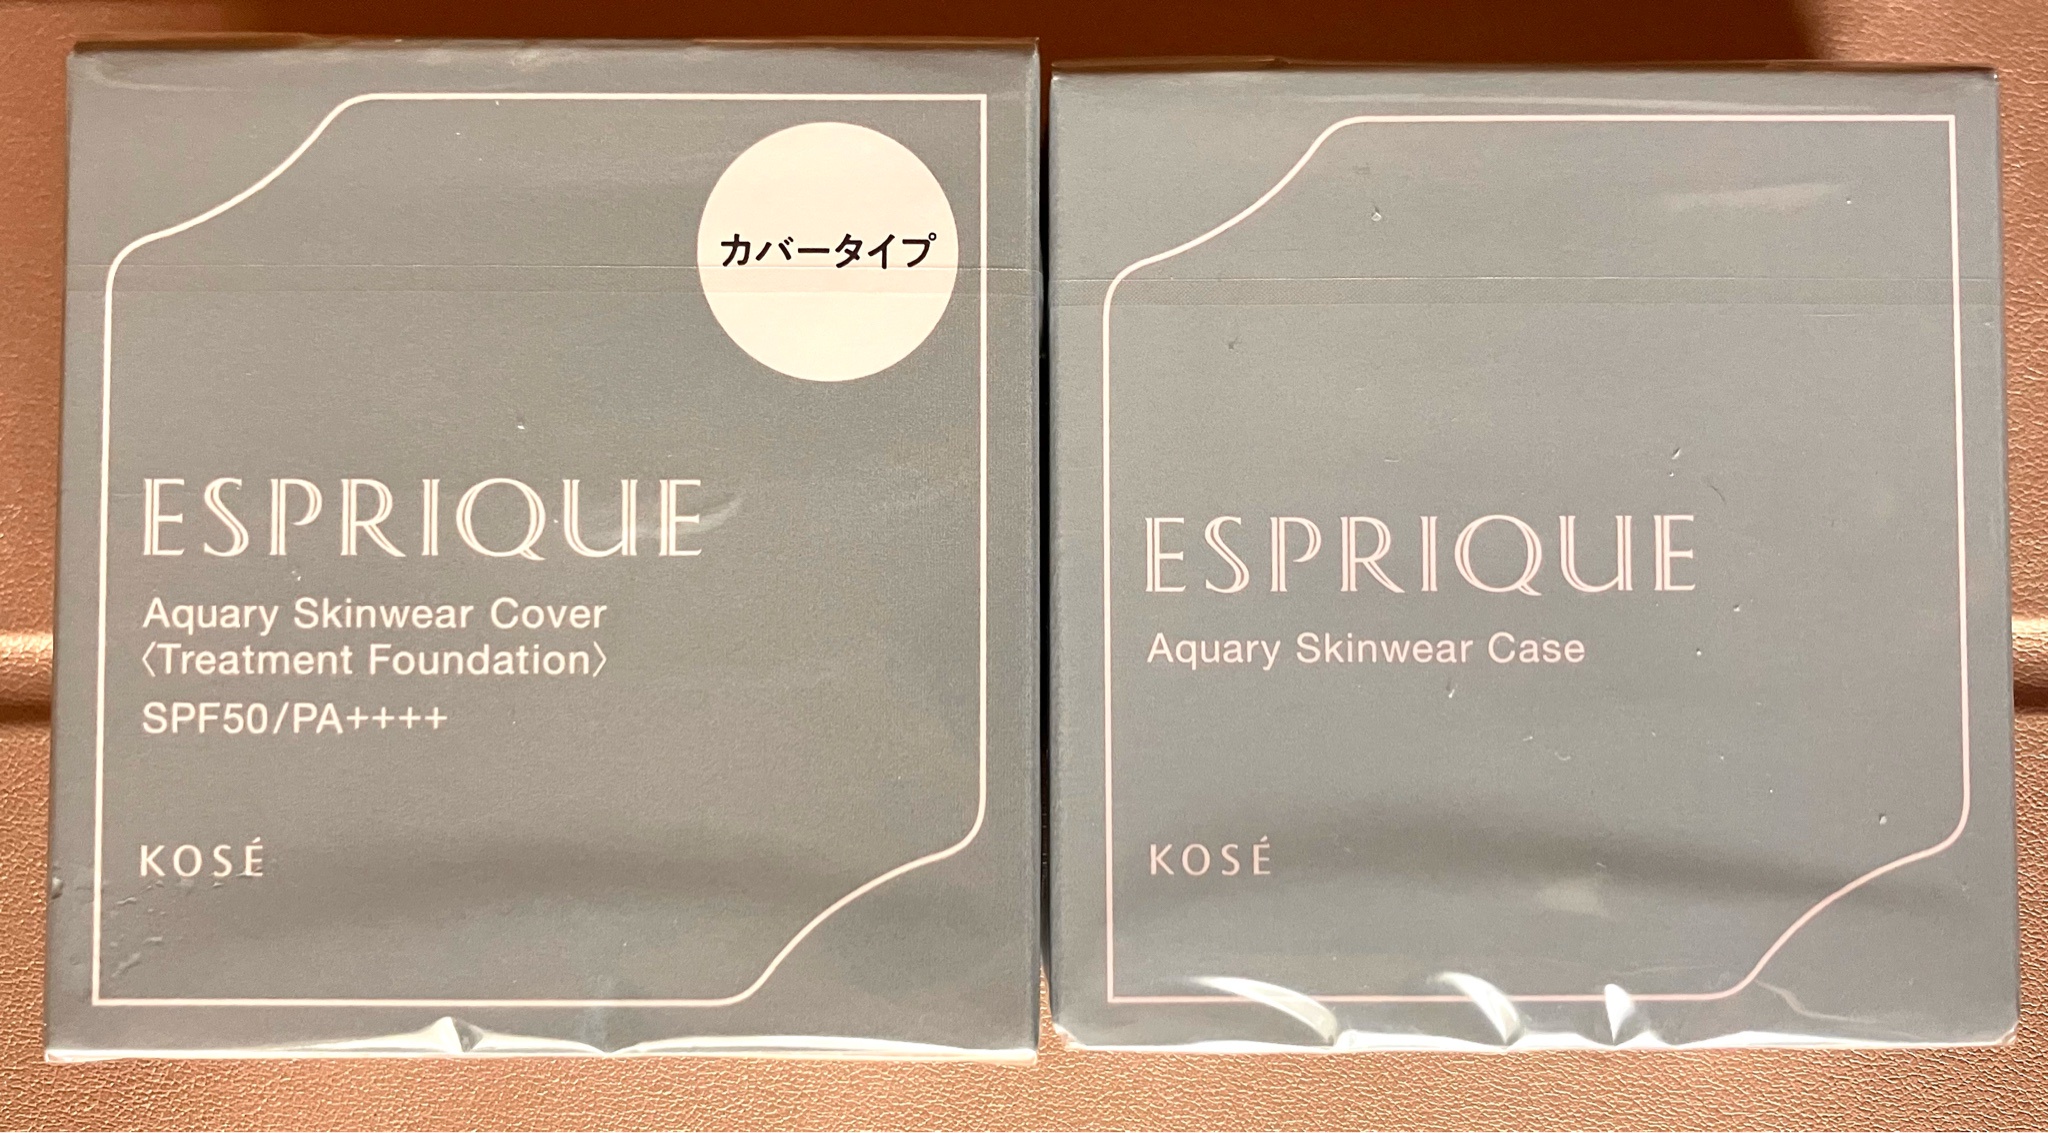 カバータイプ
ESPRIQUE
Aquary Skinwear Cover
〈Treatment Foundation〉
SPF50/PA++++
KOSÉ
ESPRIQUE
Aquary Skinwear Case
KOSÉ